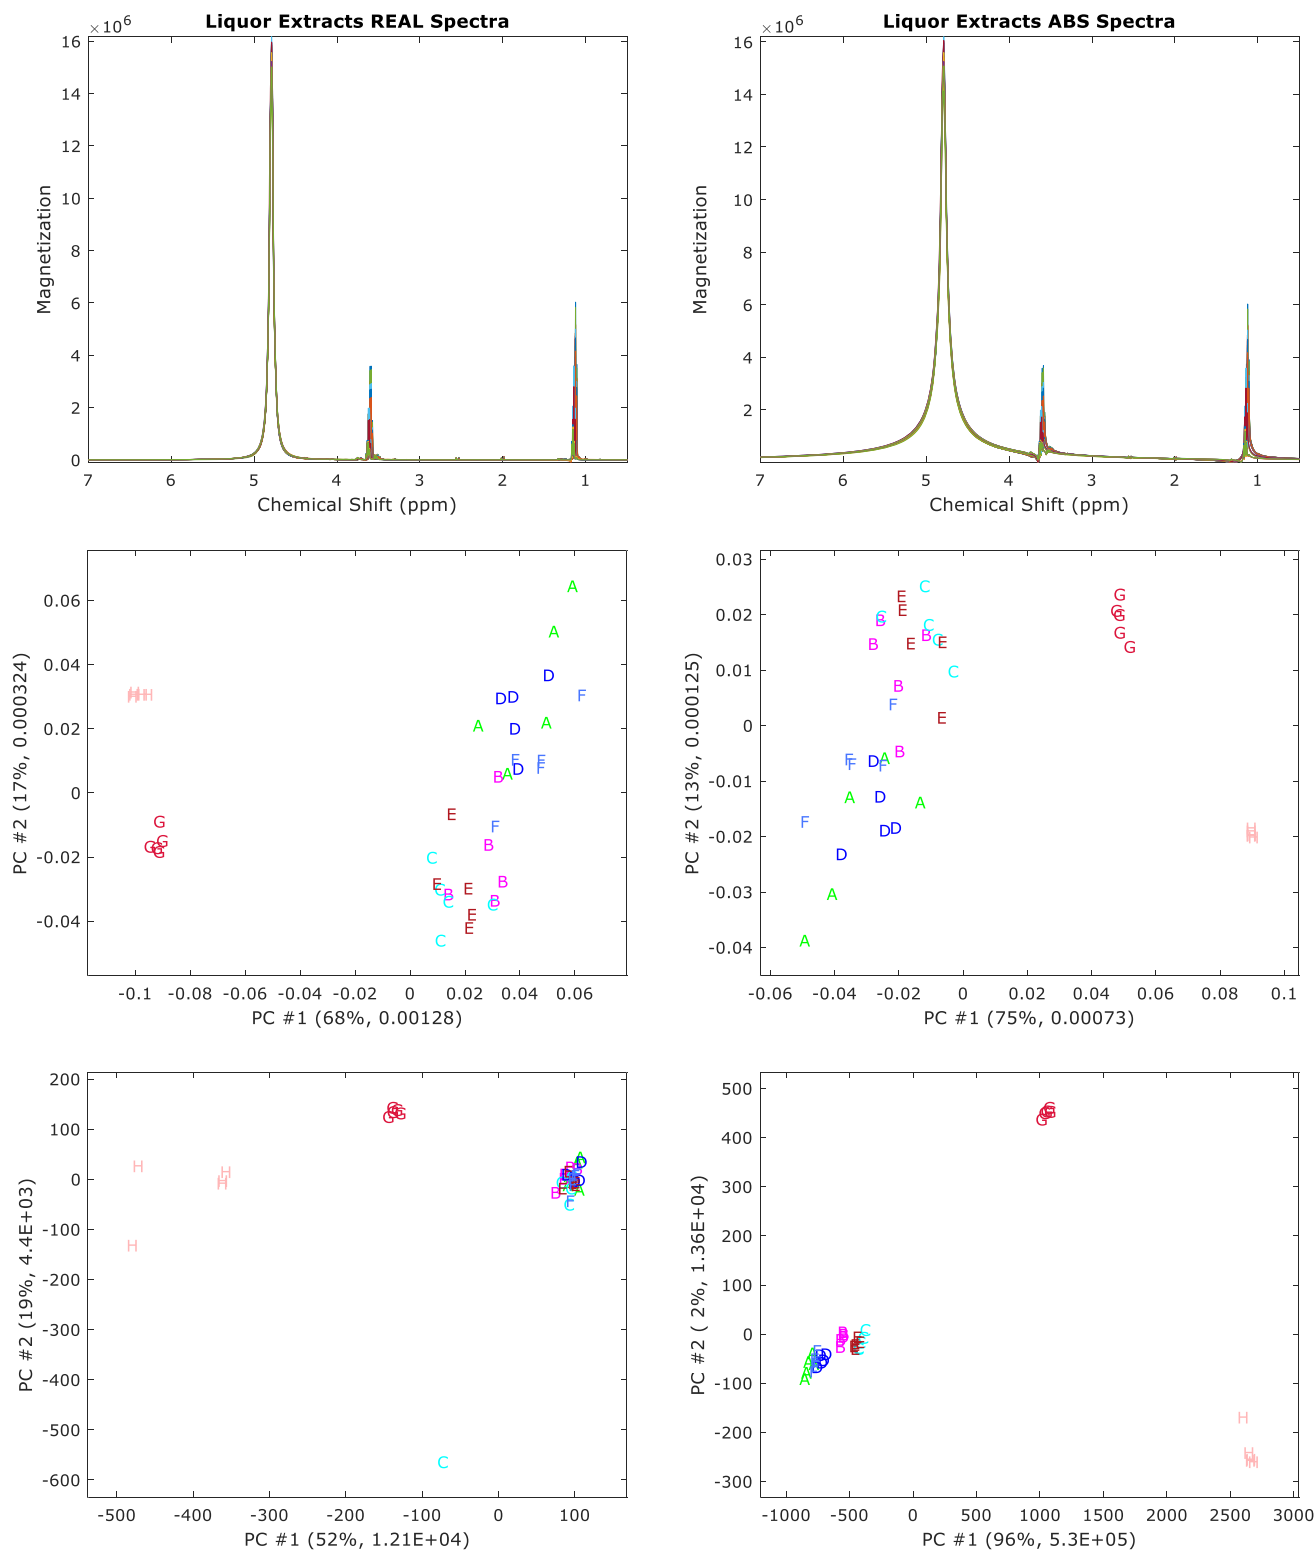 Liquor Extracts REAL Spectra
×10⁶
16
14
12
10
8
6
4
2
0
Magnetization
7 6 5 4 3 2 1
Chemical Shift (ppm)
Liquor Extracts ABS Spectra
×10⁶
16
14
12
10
8
6
4
2
Magnetization
7 6 5 4 3 2 1
Chemical Shift (ppm)
0.06
0.04
0.02
0
-0.02
-0.04
PC #2 (17%, 0.000324)
-0.1 -0.08 -0.06 -0.04 -0.02 0 0.02 0.04 0.06
PC #1 (68%, 0.00128)
A
A
D
D D F
A A D
F F
F
B A D
E F
G
G G G G
H H H H H
B
C
E E B
C B C B C
E
E
C
0.03
0.02
0.01
0
-0.01
-0.02
-0.03
-0.04
PC #2 (13%, 0.000125)
-0.06 -0.04 -0.02 0 0.02 0.04 0.06 0.08 0.1
PC #1 (75%, 0.00073)
E C
E
C B C
B E B C E
C
B
F E
B
F F D A F
A D A
F D D
D
A
A
G
G G
G
G
H H H H H
200
100
0
-100
-200
-300
-400
-500
-600
PC #2 (19%, 4.4E+03)
-500 -400 -300 -200 -100 0 100
PC #1 (52%, 1.21E+04)
G G G G G
H H H H
H
A D
B
F
C
C
500
400
300
200
100
0
-100
-200
-300
PC #2 ( 2%, 1.36E+04)
-1000 -500 0 500 1000 1500 2000 2500 3000
PC #1 (96%, 5.3E+05)
G G G G G
B C
E
F D
A
H
H
H H H